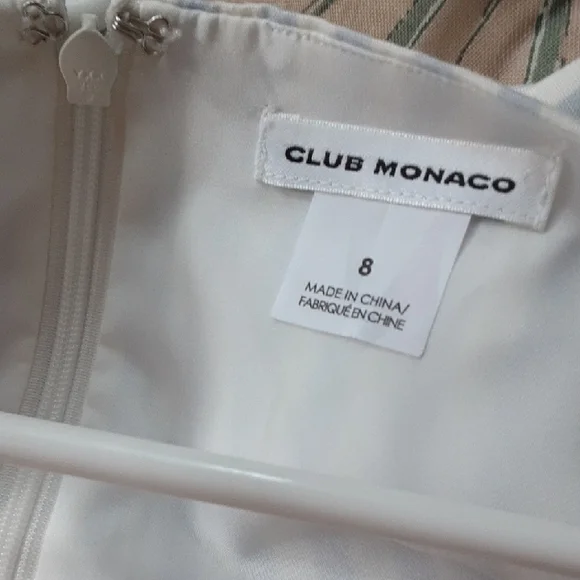 CLUB MONACO
8
MADE IN CHINA/
FABRIQUÉ EN CHINE